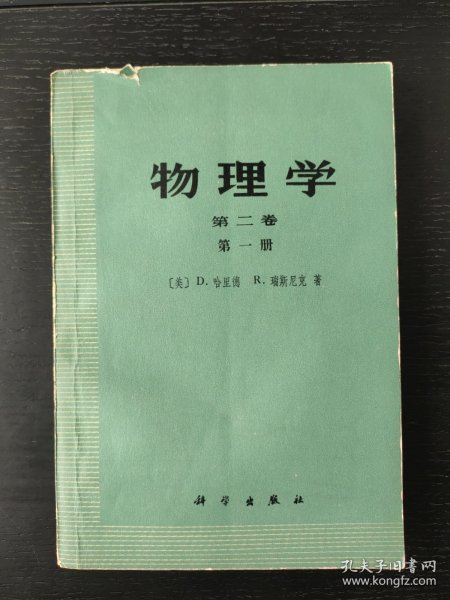 物理学
第二卷
第一册
〔美〕D. 哈里德 R. 瑞斯尼克 著
科学出版社
孔夫子旧书网
www.kongfz.com